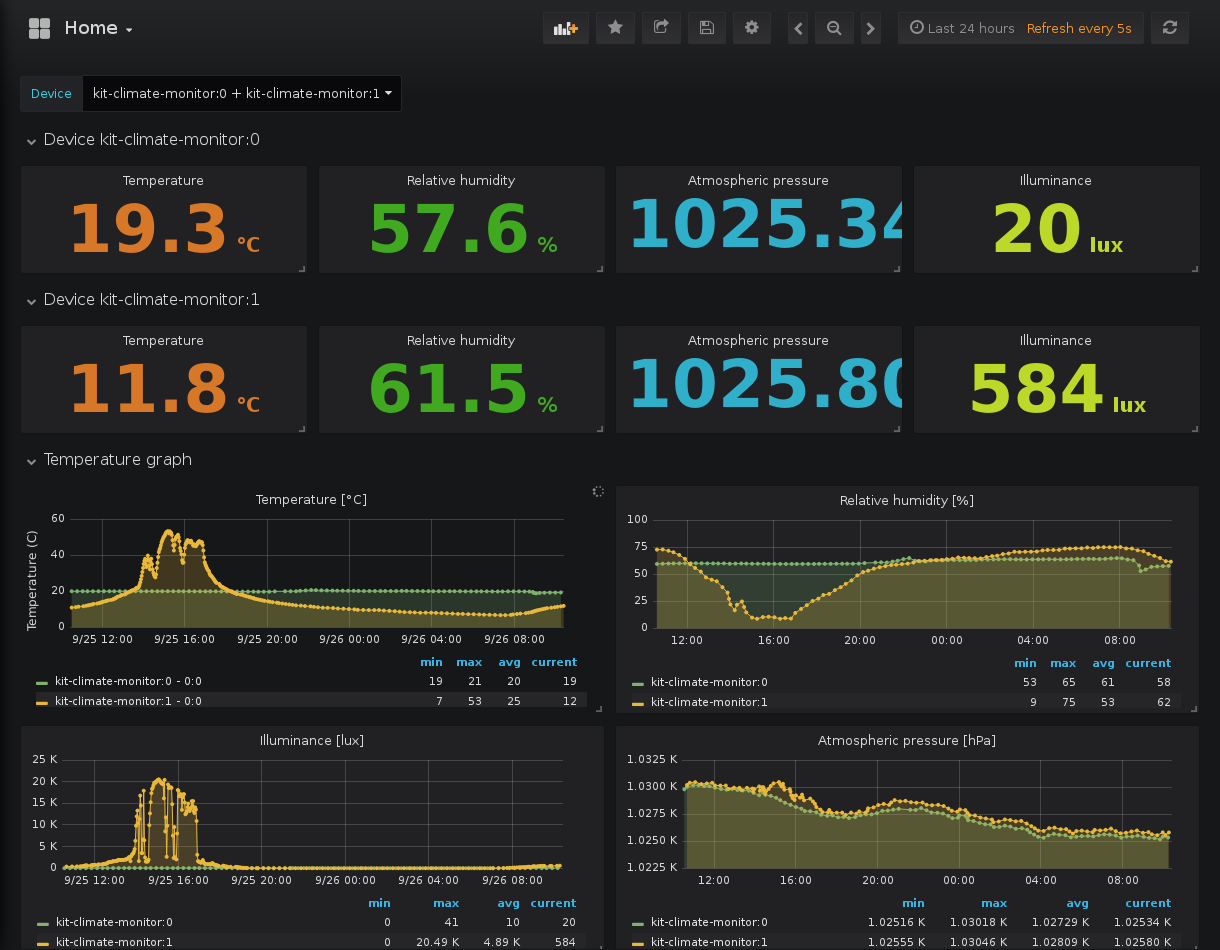 Home
Last 24 hours Refresh every 5s
Device kit-climate-monitor:0 + kit-climate-monitor:1
Device kit-climate-monitor:0
Temperature Relative humidity Atmospheric pressure Illuminance
19.3 °C 57.6 % 1025.34 20 lux
Device kit-climate-monitor:1
Temperature Relative humidity Atmospheric pressure Illuminance
11.8 °C 61.5 % 1025.80 584 lux
Temperature graph
Temperature [°C]
Temperature (C)
60
40
20
0
9/25 12:00 9/25 16:00 9/25 20:00 9/26 00:00 9/26 04:00 9/26 08:00
min max avg current
kit-climate-monitor:0 - 0:0 19 21 20 19
kit-climate-monitor:1 - 0:0 7 53 25 12
Relative humidity [%]
100
75
50
25
0
12:00 16:00 20:00 00:00 04:00 08:00
min max avg current
kit-climate-monitor:0 53 65 61 58
kit-climate-monitor:1 9 75 53 62
Illuminance [lux]
25 K
20 K
15 K
10 K
5 K
0
9/25 12:00 9/25 16:00 9/25 20:00 9/26 00:00 9/26 04:00 9/26 08:00
min max avg current
kit-climate-monitor:0 0 41 10 20
kit-climate-monitor:1 0 20.49 K 4.89 K 584
Atmospheric pressure [hPa]
1.0325 K
1.0300 K
1.0275 K
1.0250 K
1.0225 K
12:00 16:00 20:00 00:00 04:00 08:00
min max avg current
kit-climate-monitor:0 1.02516 K 1.03018 K 1.02729 K 1.02534 K
kit-climate-monitor:1 1.02555 K 1.03046 K 1.02809 K 1.02580 K